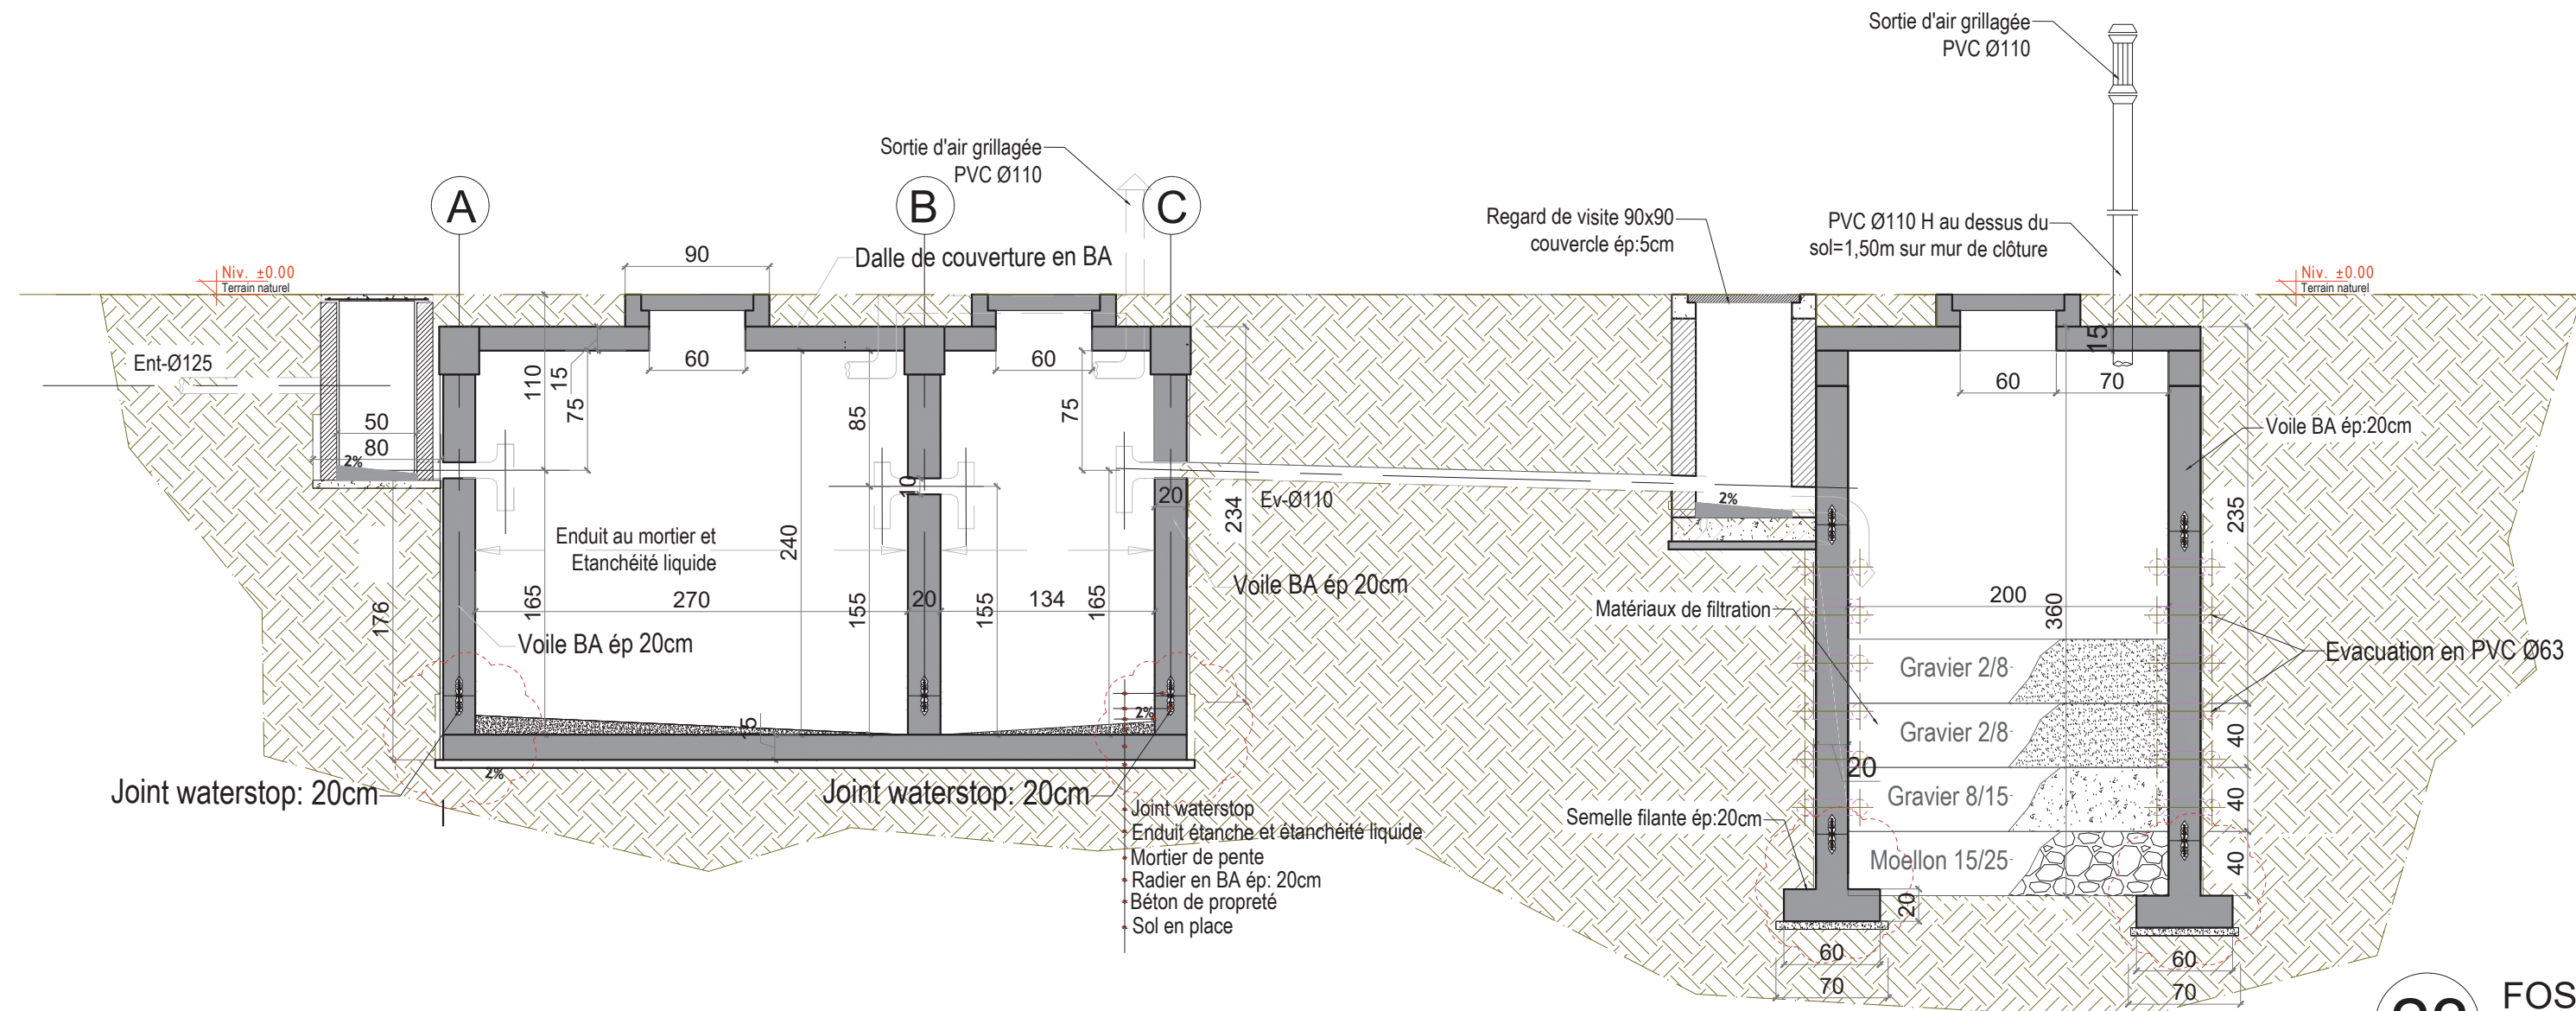 Sortie d'air grillagée
PVC Ø110
Sortie d'air grillagée
PVC Ø110
A
B
C
Regard de visite 90x90
couvercle ép:5cm
PVC Ø110 H au dessus du
sol=1,50m sur mur de clôture
Dalle de couverture en BA
90
Niv. ±0.00
Terrain naturel
Niv. ±0.00
Terrain naturel
Ent-Ø125
110
15
75
60
85
60
75
15
60
70
50
80
2%
10
20
Ev-Ø110
234
2%
Voile BA ép:20cm
235
Enduit au mortier et
Etanchéité liquide
240
176
165
270
155
20
155
134
165
Voile BA ép 20cm
Voile BA ép 20cm
Matériaux de filtration
200
360
Evacuation en PVC Ø63
Gravier 2/8
Gravier 2/8
40
20
Gravier 8/15
40
Moellon 15/25
40
2%
2%
Joint waterstop: 20cm
Joint waterstop: 20cm
Joint waterstop
Enduit étanche et étanchéité liquide
Mortier de pente
Radier en BA ép: 20cm
Béton de propreté
Sol en place
Semelle filante ép:20cm
20
60
70
60
70
FOS